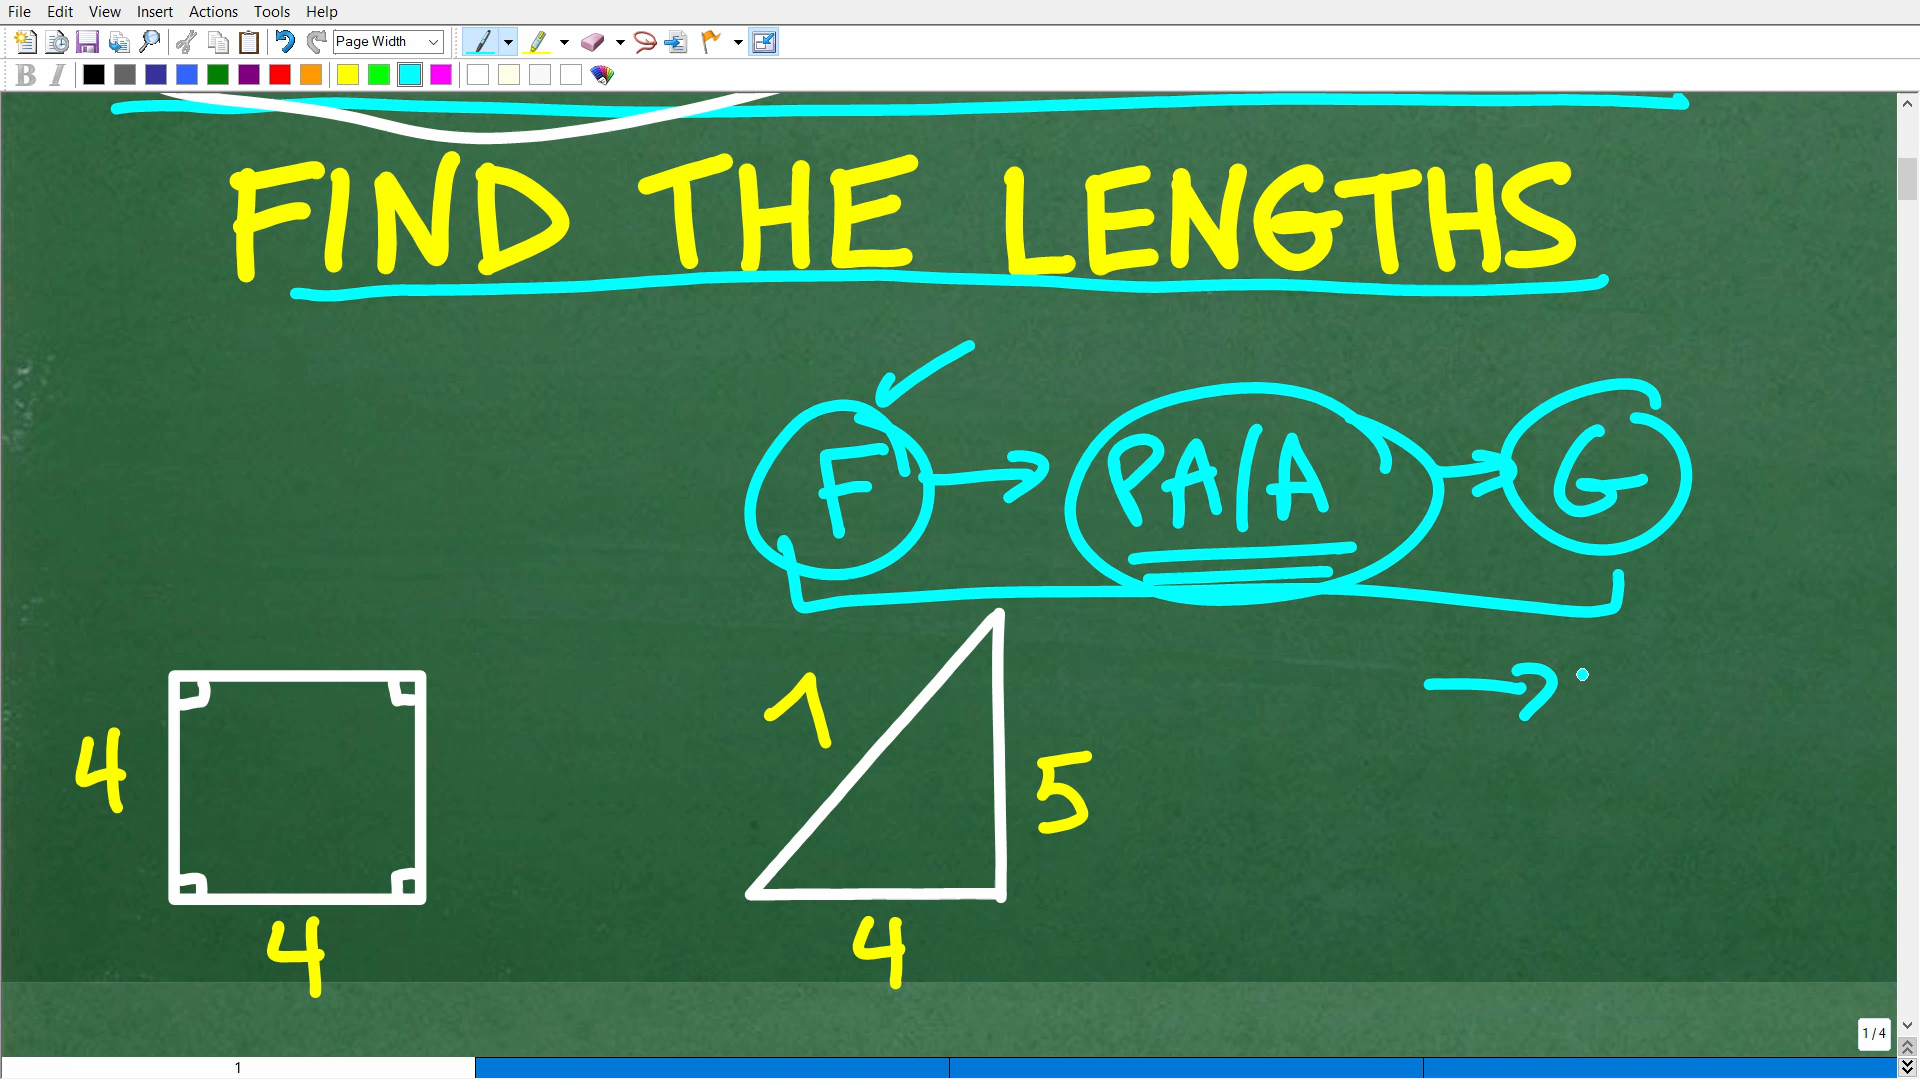 File Edit View Insert Actions Tools Help
Page Width
B I
FIND THE LENGTHS
F → PA/A → G
→
1
4
5
4
4
1/4
1